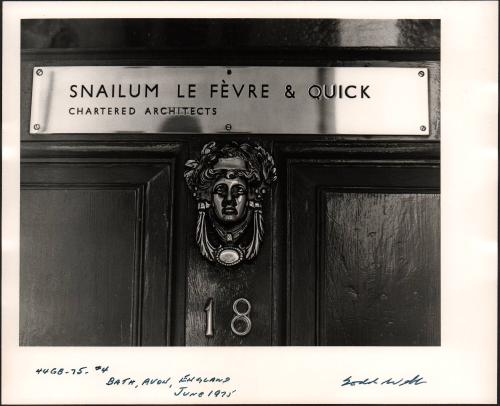 SNAILUM LE FÈVRE & QUICK
CHARTERED ARCHITECTS
18
44GB-75-#4
BATH, AVON, ENGLAND
JUNE 1975